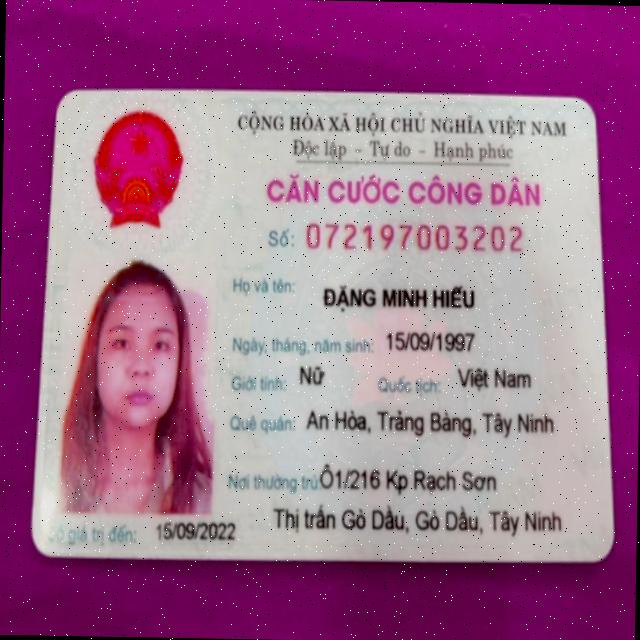 CỘNG HÒA XÃ HỘI CHỦ NGHĨA VIỆT NAM
Độc lập - Tự do - Hạnh phúc
CĂN CƯỚC CÔNG DÂN
Số: 072197003202
Họ và tên: ĐẶNG MINH HIẾU
Ngày, tháng, năm sinh: 15/09/1997
Giới tính: Nữ Quốc tịch: Việt Nam
Quê quán: An Hòa, Trảng Bàng, Tây Ninh
Nơi thường trú: Ô1/216 Kp Rạch Sơn
Thị trấn Gò Dầu, Gò Dầu, Tây Ninh
Có giá trị đến: 15/09/2022